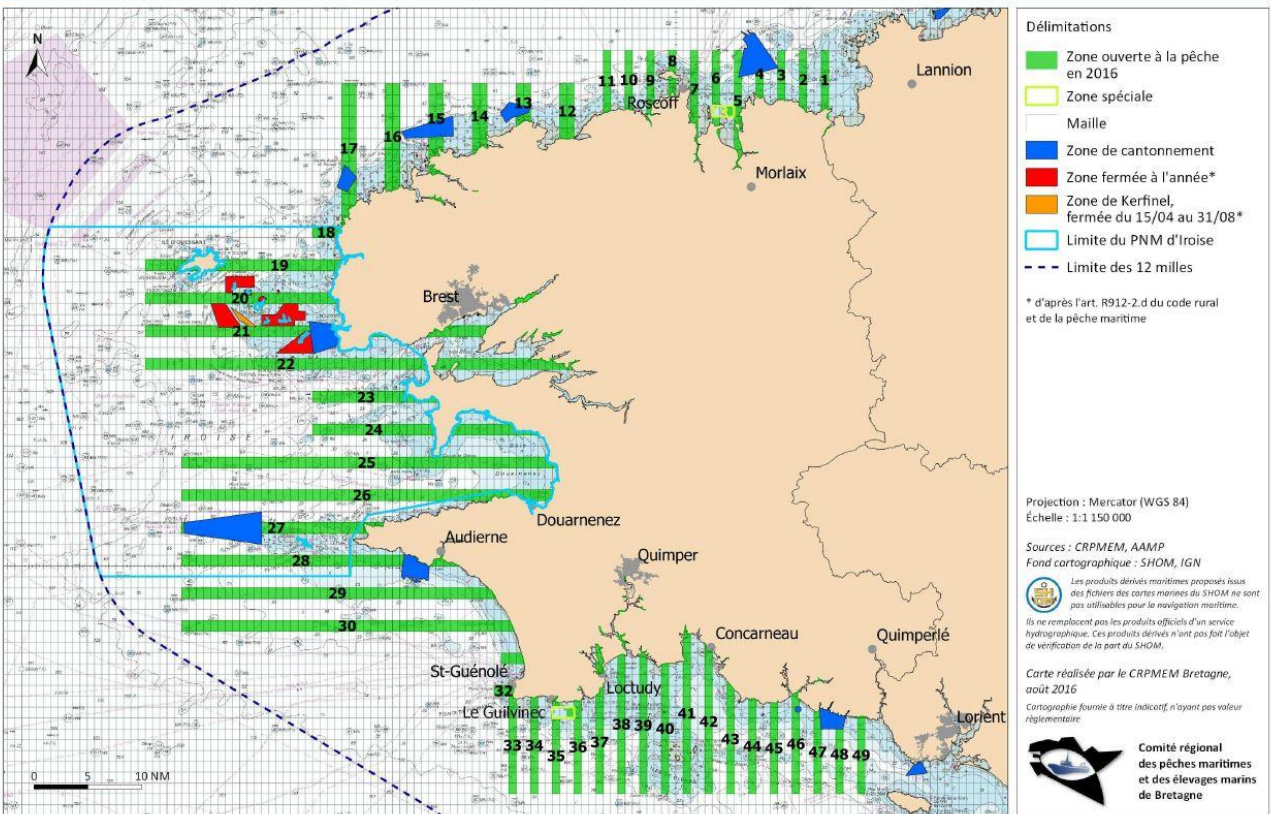 N
Lannion
Roscoff
Morlaix
Brest
Douarnenez
Audierne
Quimper
Concarneau
Quimperlé
St-Guénolé
Loctudy
Le Guilvinec
Lorient
ILE D'OUESSANT
IROISE
11
10
9
8
7
6
5
4
3
2
1
17
16
15
14
13
12
18
19
20
21
22
23
24
25
26
27
28
29
30
32
33
34
35
36
37
38
39
40
41
42
43
44
45
46
47
48
49
0 5 10 NM
Délimitations
Zone ouverte à la pêche
en 2016
Zone spéciale
Maille
Zone de cantonnement
Zone fermée à l'année*
Zone de Kerfinel,
fermée du 15/04 au 31/08*
Limite du PNM d'Iroise
Limite des 12 milles
* d'après l'art. R912-2.d du code rural
et de la pêche maritime
Projection : Mercator (WGS 84)
Échelle : 1:1 150 000
Sources : CRPMEM, AAMP
Fond cartographique : SHOM, IGN
Les produits dérivés maritimes proposés issus
des fichiers des cartes marines du SHOM ne sont
pas utilisables pour la navigation maritime.
Ils ne remplacent pas les produits officiels d'un service
hydrographique. Ces produits dérivés n'ont pas fait l'objet
de vérification de la part du SHOM.
Carte réalisée par le CRPMEM Bretagne,
août 2016
Cartographie fournie à titre indicatif, n'ayant pas valeur
règlementaire
Comité régional
des pêches maritimes
et des élevages marins
de Bretagne